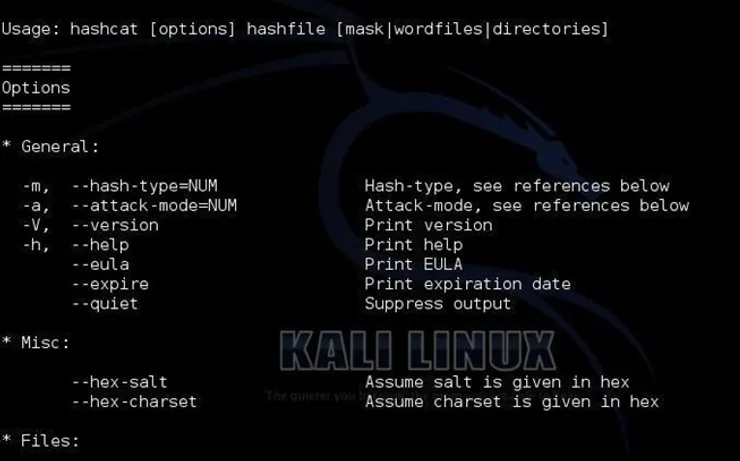 Usage: hashcat [options] hashfile [mask|wordfiles|directories]
=======
Options
=======
* General:
-m, --hash-type=NUM Hash-type, see references below
-a, --attack-mode=NUM Attack-mode, see references below
-V, --version Print version
-h, --help Print help
--eula Print EULA
--expire Print expiration date
--quiet Suppress output
* Misc:
KALI LINUX
--hex-salt Assume salt is given in hex
The quieter you
--hex-charset Assume charset is given in hex
* Files: